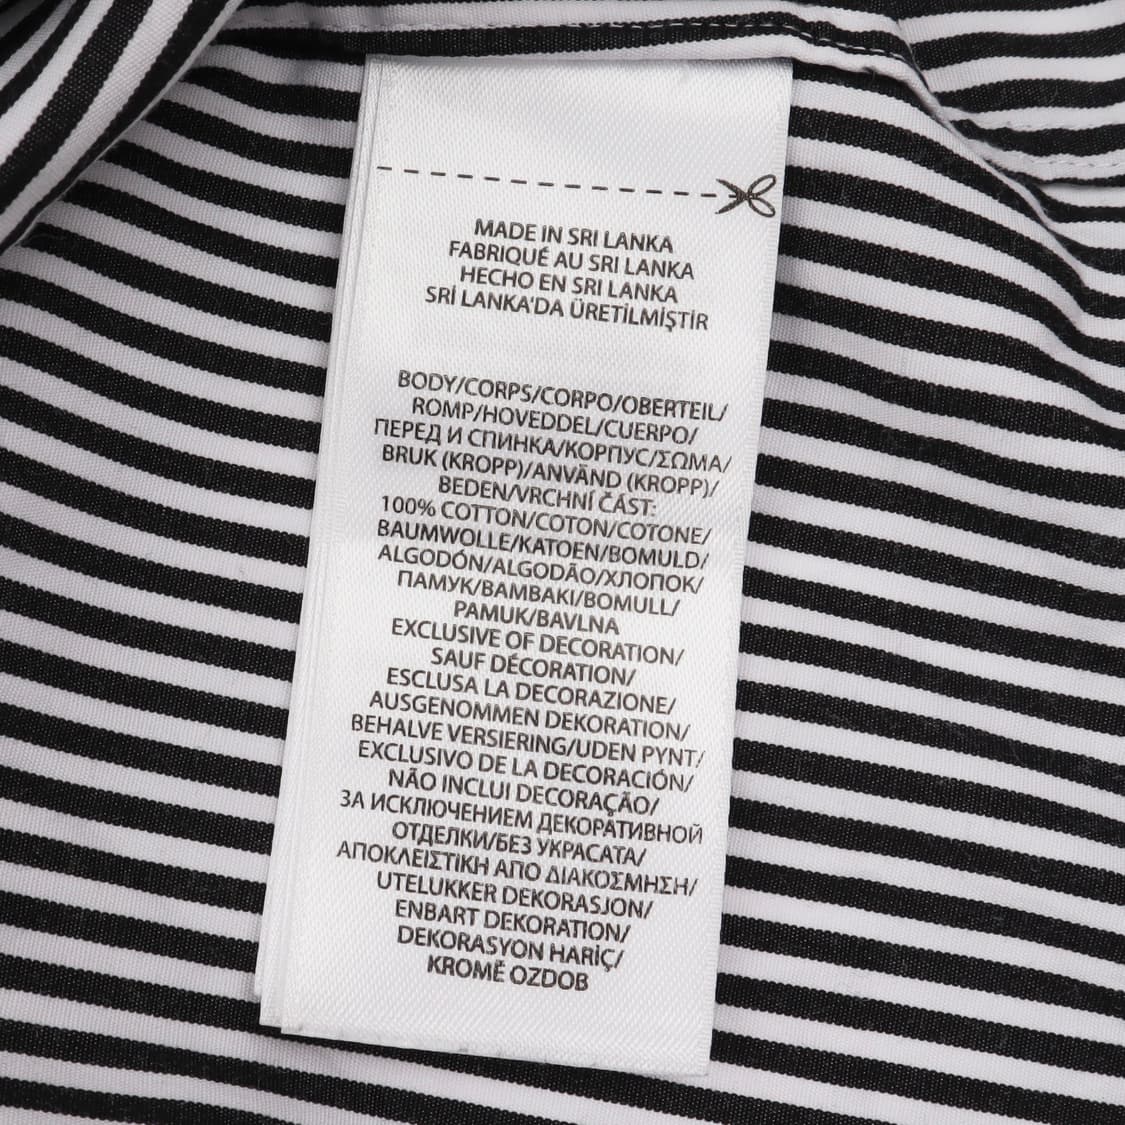 MADE IN SRI LANKA
FABRIQUÉ AU SRI LANKA
HECHO EN SRI LANKA
SRİ LANKA'DA ÜRETİLMİŞTİR
BODY/CORPS/CORPO/OBERTEIL/
ROMP/HOVEDDEL/CUERPO/
ПЕРЕД И СПИНКА/КОРПУС/ΣΩΜΑ/
BRUK (KROPP)/ANVÄND (KROPP)/
BEDEN/VRCHNÍ ČÁST:
100% COTTON/COTON/COTONE/
BAUMWOLLE/KATOEN/BOMULD/
ALGODÓN/ALGODÃO/ХЛОПОК/
ПАМУК/BAMBAKI/BOMULL/
PAMUK/BAVLNA
EXCLUSIVE OF DECORATION/
SAUF DÉCORATION/
ESCLUSA LA DECORAZIONE/
AUSGENOMMEN DEKORATION/
BEHALVE VERSIERING/UDEN PYNT/
EXCLUSIVO DE LA DECORACIÓN/
NÃO INCLUI DECORAÇÃO/
ЗА ИСКЛЮЧЕНИЕМ ДЕКОРАТИВНОЙ
ОТДЕЛКИ/БЕЗ УКРАСАТА/
ΑΠΟΚΛΕΙΣΤΙΚΗ ΑΠΟ ΔΙΑΚΟΣΜΗΣΗ/
UTELUKKER DEKORASJON/
ENBART DEKORATION/
DEKORASYON HARİÇ/
KROMĚ OZDOB